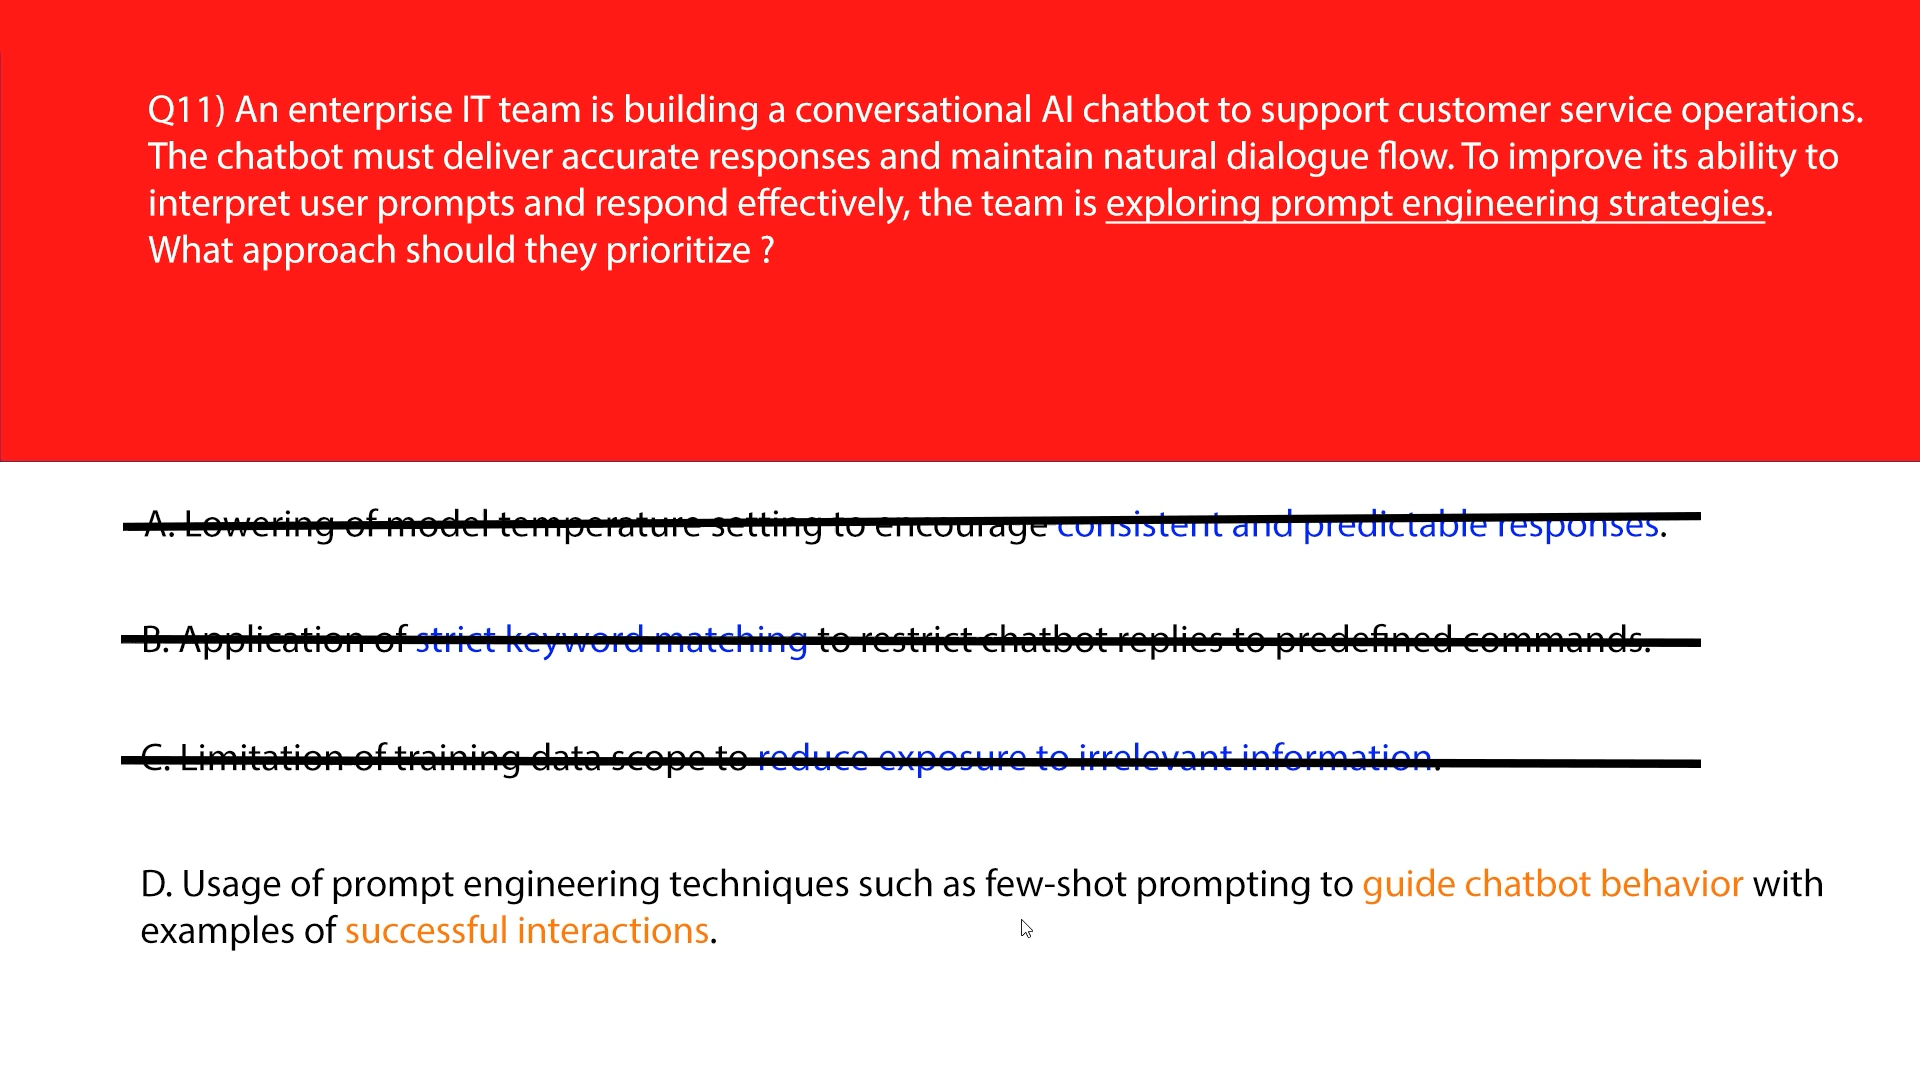 Q11) An enterprise IT team is building a conversational AI chatbot to support customer service operations.
The chatbot must deliver accurate responses and maintain natural dialogue flow. To improve its ability to
interpret user prompts and respond effectively, the team is exploring prompt engineering strategies.
What approach should they prioritize ?
A. Lowering of model temperature setting to encourage consistent and predictable responses.
B. Application of strict keyword matching to restrict chatbot replies to predefined commands.
C. Limitation of training data scope to reduce exposure to irrelevant information.
D. Usage of prompt engineering techniques such as few-shot prompting to guide chatbot behavior with
examples of successful interactions.